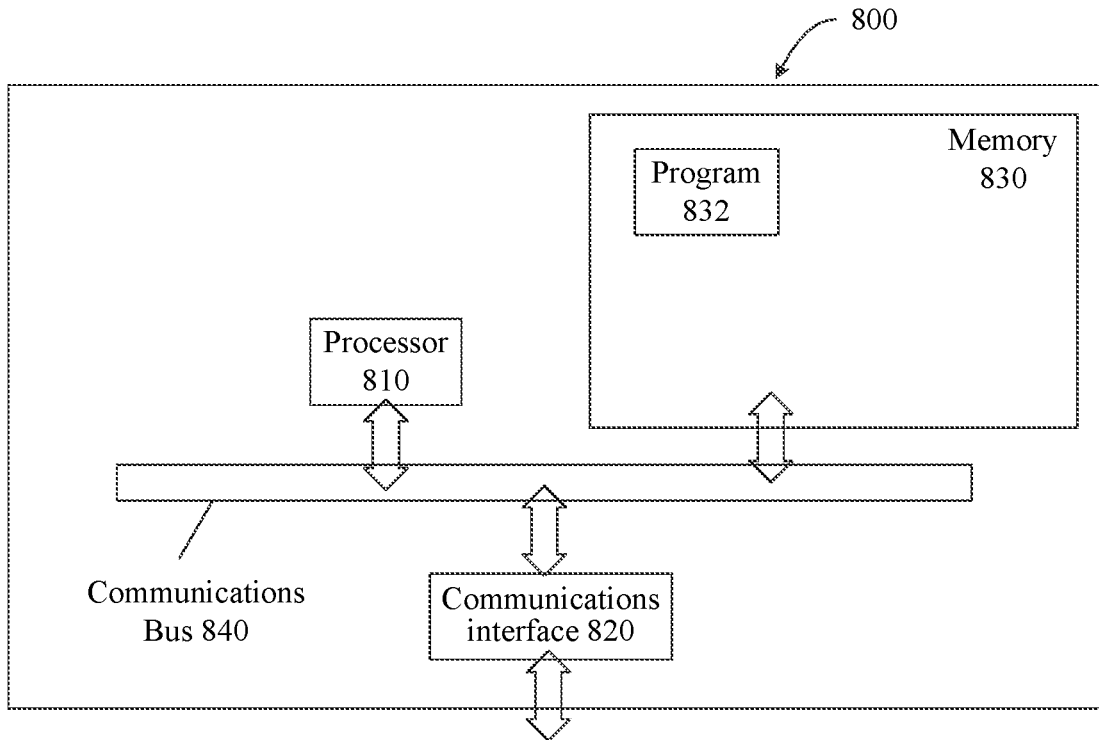 800
Memory
830
Program
832
Processor
810
Communications
Bus 840
Communications
interface 820